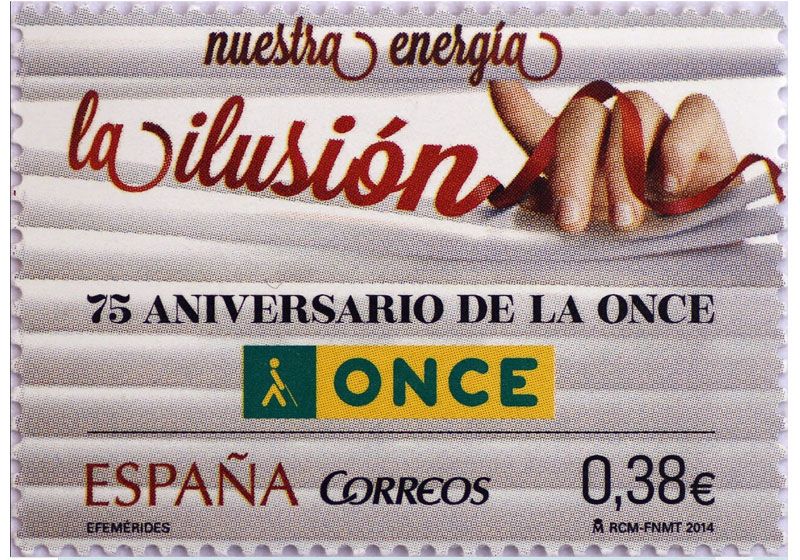 nuestra energía
la ilusión
75 ANIVERSARIO DE LA ONCE
ONCE
ESPAÑA CORREOS 0,38€
EFEMÉRIDES RCM-FNMT 2014